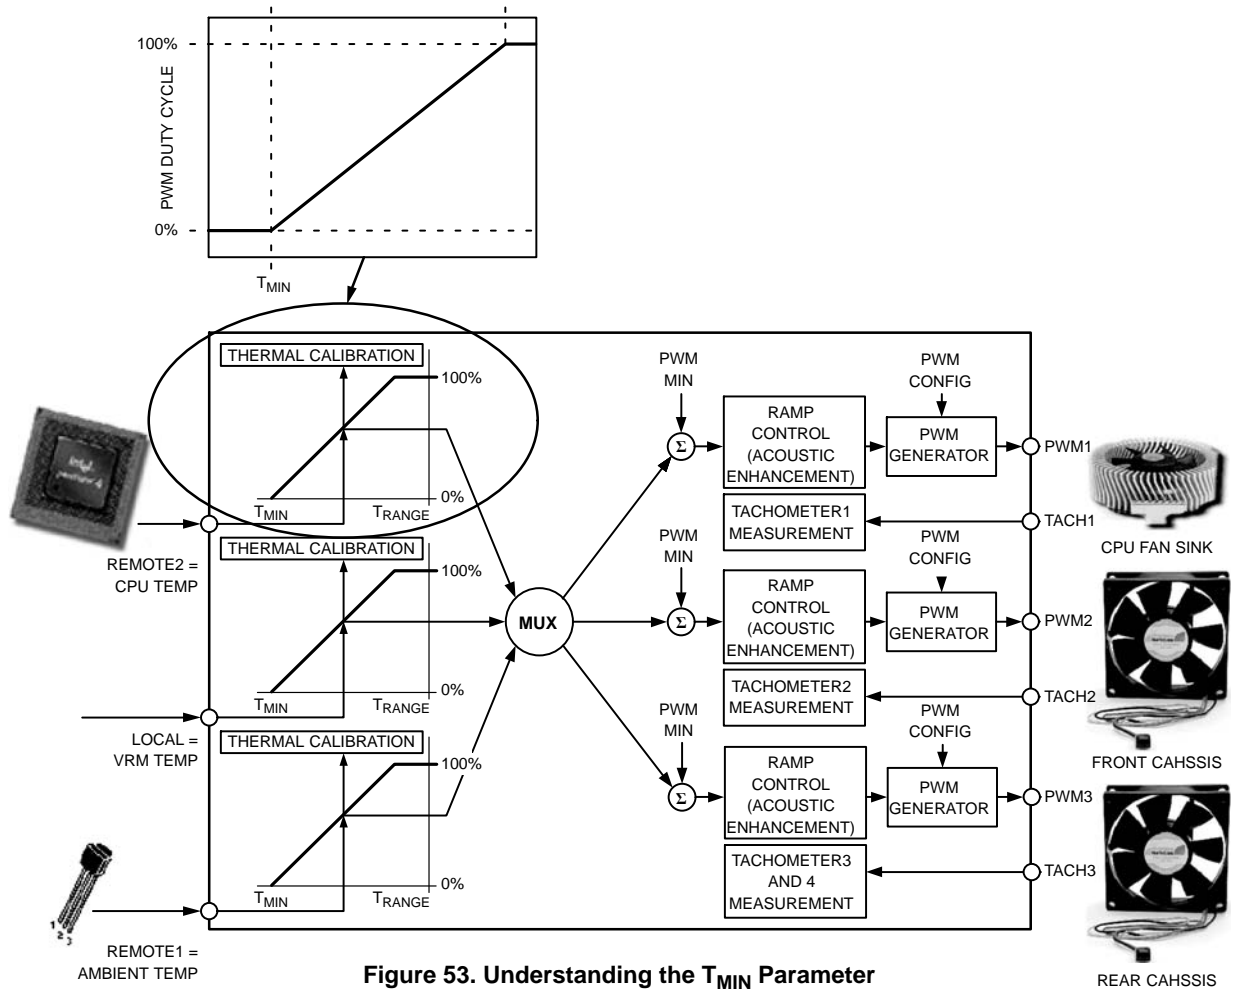 100%
PWM DUTY CYCLE
0%
TMIN
THERMAL CALIBRATION
100%
0%
TMIN
TRANGE
REMOTE2 =
CPU TEMP
THERMAL CALIBRATION
100%
0%
TMIN
TRANGE
LOCAL =
VRM TEMP
THERMAL CALIBRATION
100%
0%
TMIN
TRANGE
REMOTE1 =
AMBIENT TEMP
1
2
3
intel
MUX
PWM
MIN
Σ
RAMP
CONTROL
(ACOUSTIC
ENHANCEMENT)
PWM
CONFIG
PWM
GENERATOR
PWM1
TACHOMETER1
MEASUREMENT
TACH1
CPU FAN SINK
PWM
MIN
Σ
RAMP
CONTROL
(ACOUSTIC
ENHANCEMENT)
PWM
CONFIG
PWM
GENERATOR
PWM2
TACHOMETER2
MEASUREMENT
TACH2
FRONT CAHSSIS
PWM
MIN
Σ
RAMP
CONTROL
(ACOUSTIC
ENHANCEMENT)
PWM
CONFIG
PWM
GENERATOR
PWM3
TACHOMETER3
AND 4
MEASUREMENT
TACH3
REAR CAHSSIS
Figure 53. Understanding the TMIN Parameter